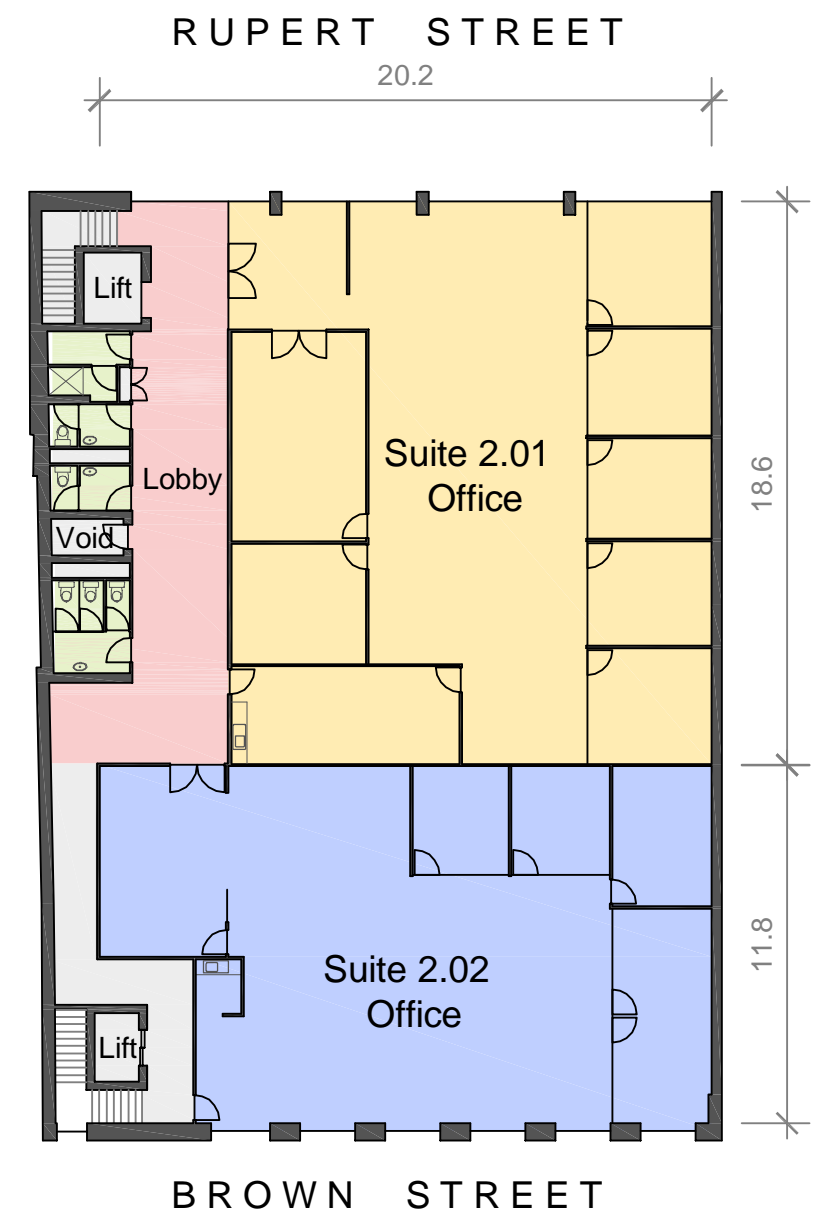 RUPERT STREET
20.2
Lift
Suite 2.01
Office
18.6
Lobby
Void
Suite 2.02
Office
11.8
Lift
BROWN STREET